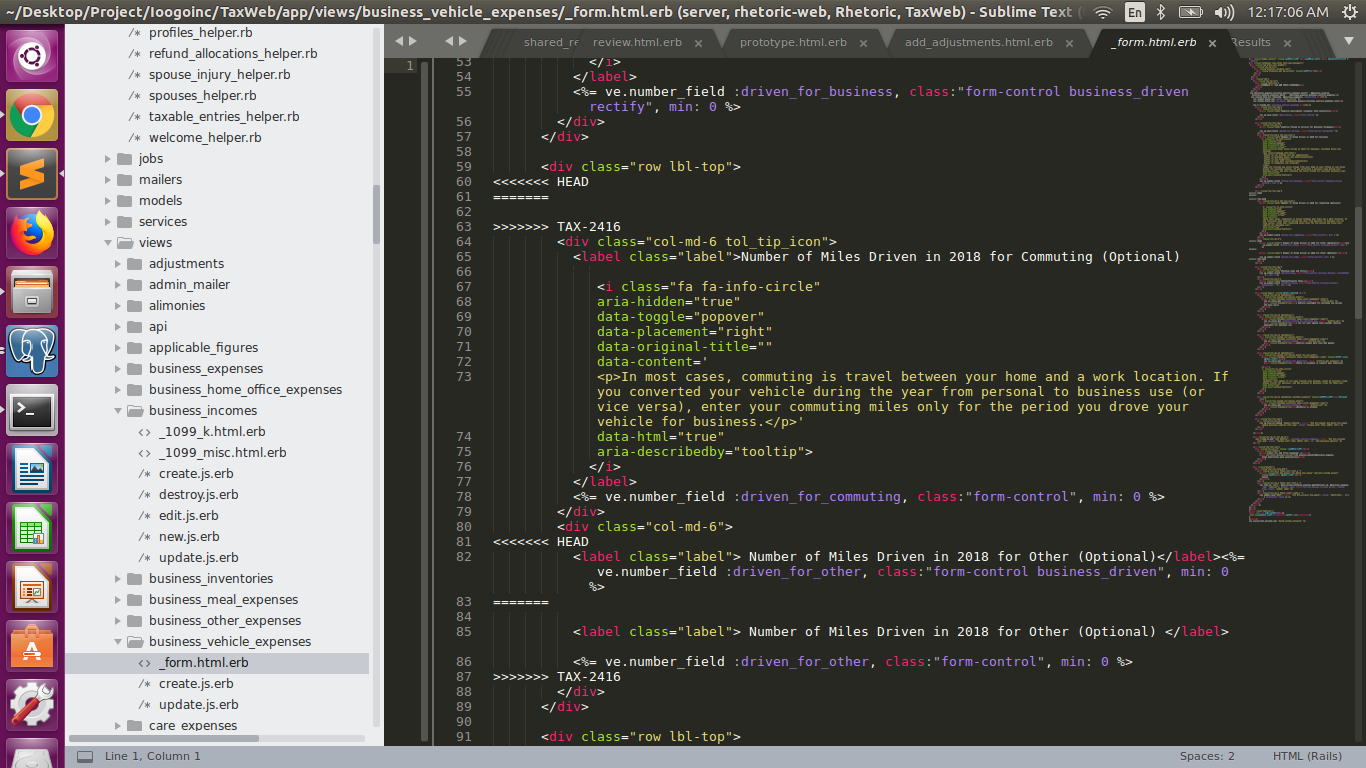 ~/Desktop/Project/Ioogoinc/TaxWeb/app/views/business_vehicle_expenses/_form.html.erb (server, rhetoric-web, Rhetoric, TaxWeb) - Sublime Text (
En
12:17:06 AM
profiles_helper.rb
refund_allocations_helper.rb
spouse_injury_helper.rb
spouses_helper.rb
taxable_entries_helper.rb
welcome_helper.rb
jobs
mailers
models
services
views
adjustments
admin_mailer
alimonies
api
applicable_figures
business_expenses
business_home_office_expenses
business_incomes
_1099_k.html.erb
_1099_misc.html.erb
create.js.erb
destroy.js.erb
edit.js.erb
new.js.erb
update.js.erb
business_inventories
business_meal_expenses
business_other_expenses
business_vehicle_expenses
_form.html.erb
create.js.erb
update.js.erb
care_expenses
shared_re
review.html.erb
prototype.html.erb
add_adjustments.html.erb
_form.html.erb
Results
1
53 </i>
54 </label>
55 <%= ve.number_field :driven_for_business, class:"form-control business_driven
rectify", min: 0 %>
56 </div>
57 </div>
58
59 <div class="row lbl-top">
60 <<<<<<< HEAD
61 =======
62
63 >>>>>>> TAX-2416
64 <div class="col-md-6 tol_tip_icon">
65 <label class="label">Number of Miles Driven in 2018 for Commuting (Optional)
66
67 <i class="fa fa-info-circle"
68 aria-hidden="true"
69 data-toggle="popover"
70 data-placement="right"
71 data-original-title=""
72 data-content='
73 <p>In most cases, commuting is travel between your home and a work location. If
you converted your vehicle during the year from personal to business use (or
vice versa), enter your commuting miles only for the period you drove your
vehicle for business.</p>'
74 data-html="true"
75 aria-describedby="tooltip">
76 </i>
77 </label>
78 <%= ve.number_field :driven_for_commuting, class:"form-control", min: 0 %>
79 </div>
80 <div class="col-md-6">
81 <<<<<<< HEAD
82 <label class="label"> Number of Miles Driven in 2018 for Other (Optional)</label><%=
ve.number_field :driven_for_other, class:"form-control business_driven", min: 0
%>
83 =======
84
85 <label class="label"> Number of Miles Driven in 2018 for Other (Optional) </label>
86 <%= ve.number_field :driven_for_other, class:"form-control", min: 0 %>
87 >>>>>>> TAX-2416
88 </div>
89 </div>
90
91 <div class="row lbl-top">
Line 1, Column 1
Spaces: 2
HTML (Rails)